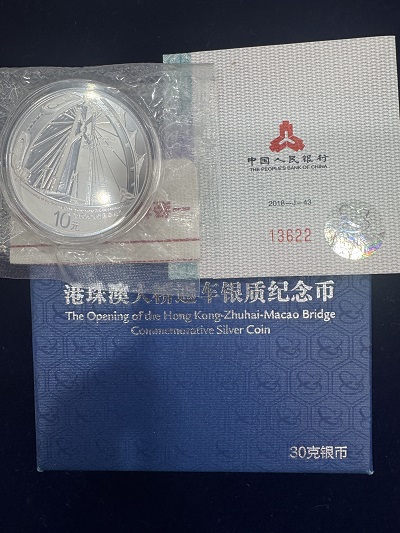 10元
中国人民银行
THE PEOPLE'S BANK OF CHINA
2018-J-43
13622
港珠澳大桥通车银质纪念币
The Opening of the Hong Kong-Zhuhai-Macao Bridge
Commemorative Silver Coin
30克银币